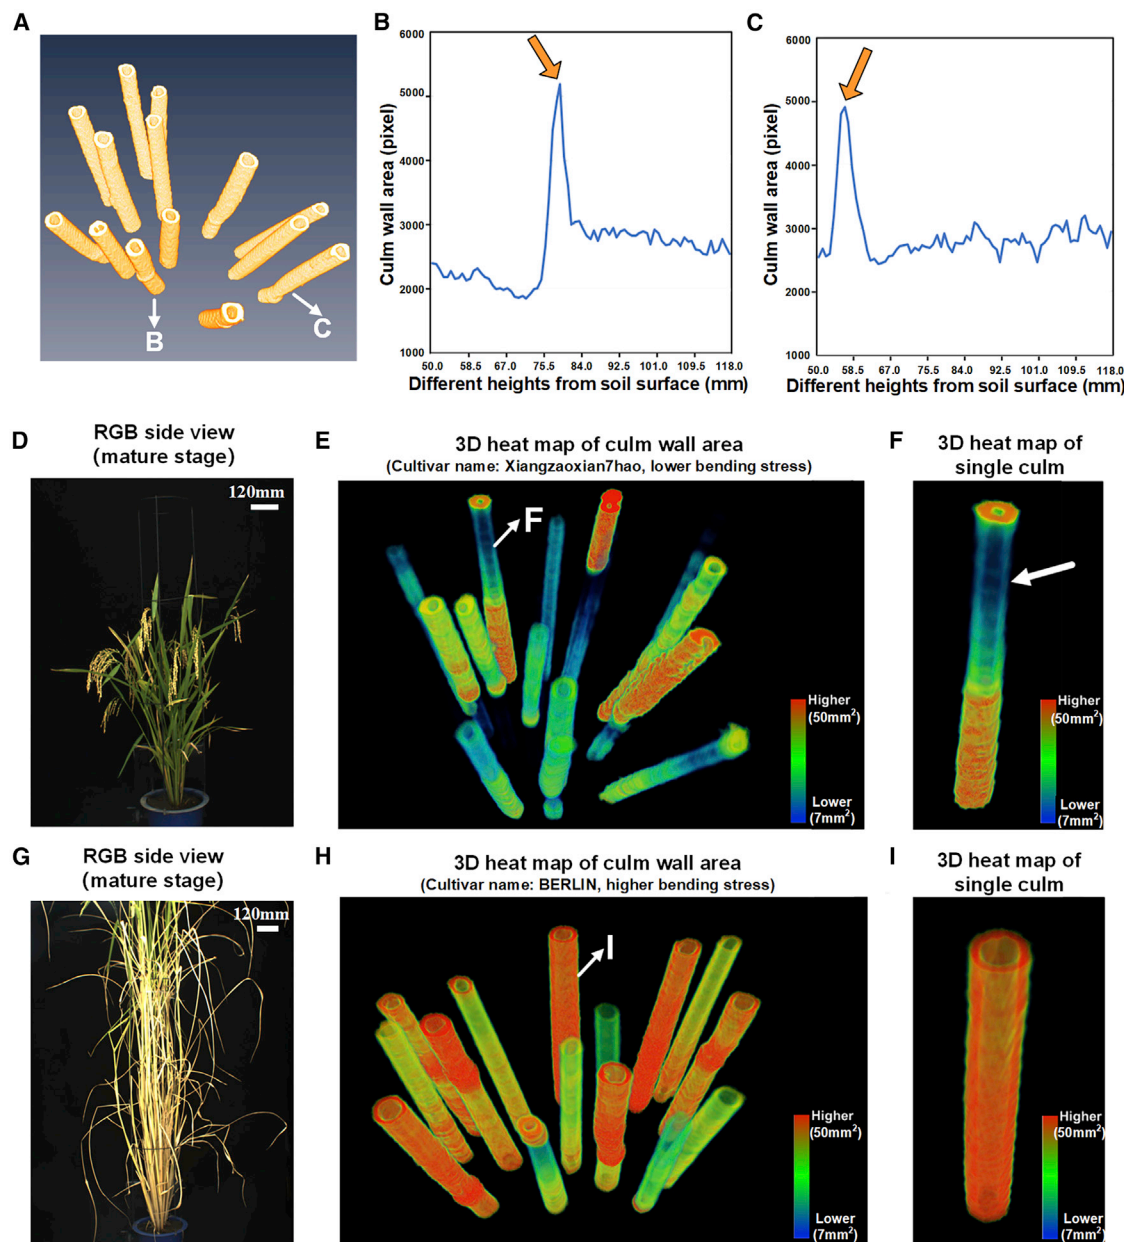 A
B
C
B
6000
5000
4000
3000
2000
1000
Culm wall area (pixel)
50.0 58.5 67.0 75.5 84.0 92.5 101.0 109.5 118.0
Different heights from soil surface (mm)
C
6000
5000
4000
3000
2000
1000
Culm wall area (pixel)
50.0 58.5 67.0 75.5 84.0 92.5 101.0 109.5 118.0
Different heights from soil surface (mm)
D
RGB side view
(mature stage)
120mm
E
3D heat map of culm wall area
(Cultivar name: Xiangzaoxian7hao, lower bending stress)
F
Higher
(50mm²)
Lower
(7mm²)
F
3D heat map of
single culm
Higher
(50mm²)
Lower
(7mm²)
G
RGB side view
(mature stage)
120mm
H
3D heat map of culm wall area
(Cultivar name: BERLIN, higher bending stress)
I
Higher
(50mm²)
Lower
(7mm²)
I
3D heat map of
single culm
Higher
(50mm²)
Lower
(7mm²)